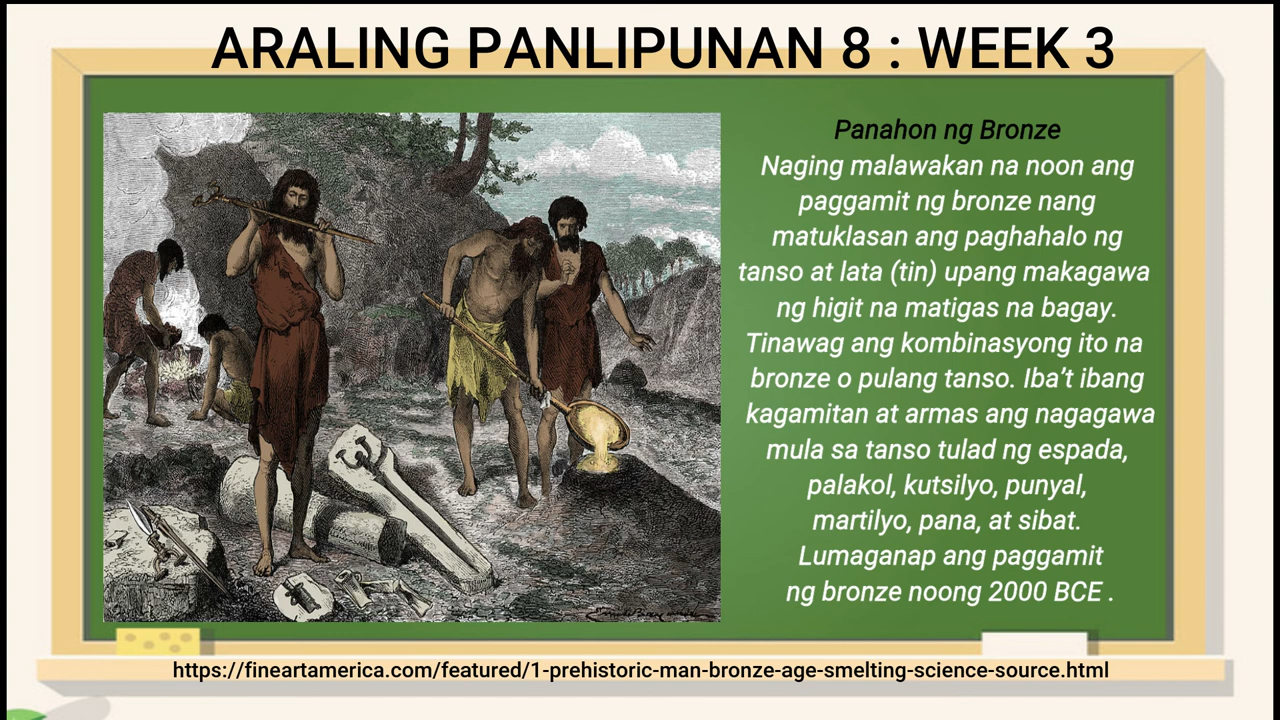 ARALING PANLIPUNAN 8 : WEEK 3
Panahon ng Bronze
Naging malawakan na noon ang
paggamit ng bronze nang
matuklasan ang paghahalo ng
tanso at lata (tin) upang makagawa
ng higit na matigas na bagay.
Tinawag ang kombinasyong ito na
bronze o pulang tanso. Iba’t ibang
kagamitan at armas ang nagagawa
mula sa tanso tulad ng espada,
palakol, kutsilyo, punyal,
martilyo, pana, at sibat.
Lumaganap ang paggamit
ng bronze noong 2000 BCE .
https://fineartamerica.com/featured/1-prehistoric-man-bronze-age-smelting-science-source.html